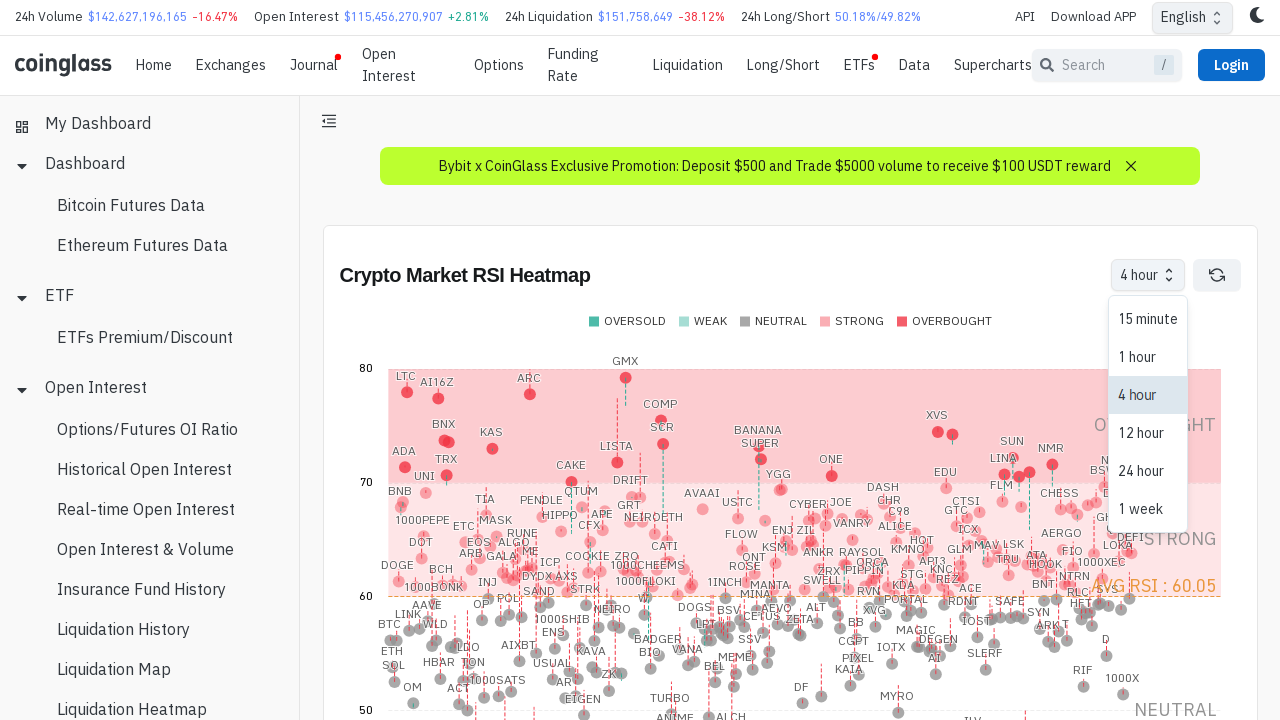 24h Volume $142,627,196,165 -16.47% Open Interest $115,456,270,907 +2.81% 24h Liquidation $151,758,649 -38.12% 24h Long/Short 50.18%/49.82% API Download APP English
coinglass Home Exchanges Journal Open Interest Options Funding Rate Liquidation Long/Short ETFs Data Supercharts Search / Login
My Dashboard
Dashboard
Bitcoin Futures Data
Ethereum Futures Data
ETF
ETFs Premium/Discount
Open Interest
Options/Futures OI Ratio
Historical Open Interest
Real-time Open Interest
Open Interest & Volume
Insurance Fund History
Liquidation History
Liquidation Map
Liquidation Heatmap
Bybit x CoinGlass Exclusive Promotion: Deposit $500 and Trade $5000 volume to receive $100 USDT reward
Crypto Market RSI Heatmap
4 hour
15 minute
1 hour
4 hour
12 hour
24 hour
1 week
OVERSOLD WEAK NEUTRAL STRONG OVERBOUGHT
80
GMX
LTC AI16Z ARC
COMP
BNX XVS
KAS SCR BANANA
SUPER SUN
ADA LISTA NMR
TRX CAKE ONE LINA
UNI DRIFT YGG EDU
BNB QTUM AVAAI DASH FLM CHESS
70
TIA PENDLE GRT USTC CYBER JOE CHR CTSI
1000PEPE MASK HIPPO APE NEIROETH C98 GTC
ETC CFX ENJ ZIL VANRY ALICE ICX AERGO DEFI
DOT EOS ALGO RUNE FLOW HOT STRONG
ARB GALA ME CATI KSM KMNO GLM MAV LSK FIO LOKA
DOGE ICP COOKIE ZRO ONT ANKR RAYSOL API3 TRU ATA
BCH 1000CHEEMS ROSE ZRX PIPPIN ORCA KNC HOOK 1000XEC
1000BONK INJ DYDX AXS 1000FLOKI 1INCH MANTA SWELL STG REZ BNT NTRN AVG RSI : 60.05
SAND STRK MINA RVN KDA ACE RLC SYS
60
AAVE OP POL NEIRO DOGS BSV AEVO ALT XVG PORTAL RDNT SAFE HFT
LINK 1000SHIB CETUS SYN
BTC WLD ENS LPT ZETA BB MAGIC IOST ARK T
ETH LDO AIXBT BADGER SSV CGPT IOTX DEGEN D
SOL HBAR TON USUAL KAVA BIO VANA MEME PIXEL AI SLERF
1000SATS AR ZK BEL KAIA RIF
OM ACT EIGEN TURBO DF MYRO 1000X
50
ALCH NEUTRAL